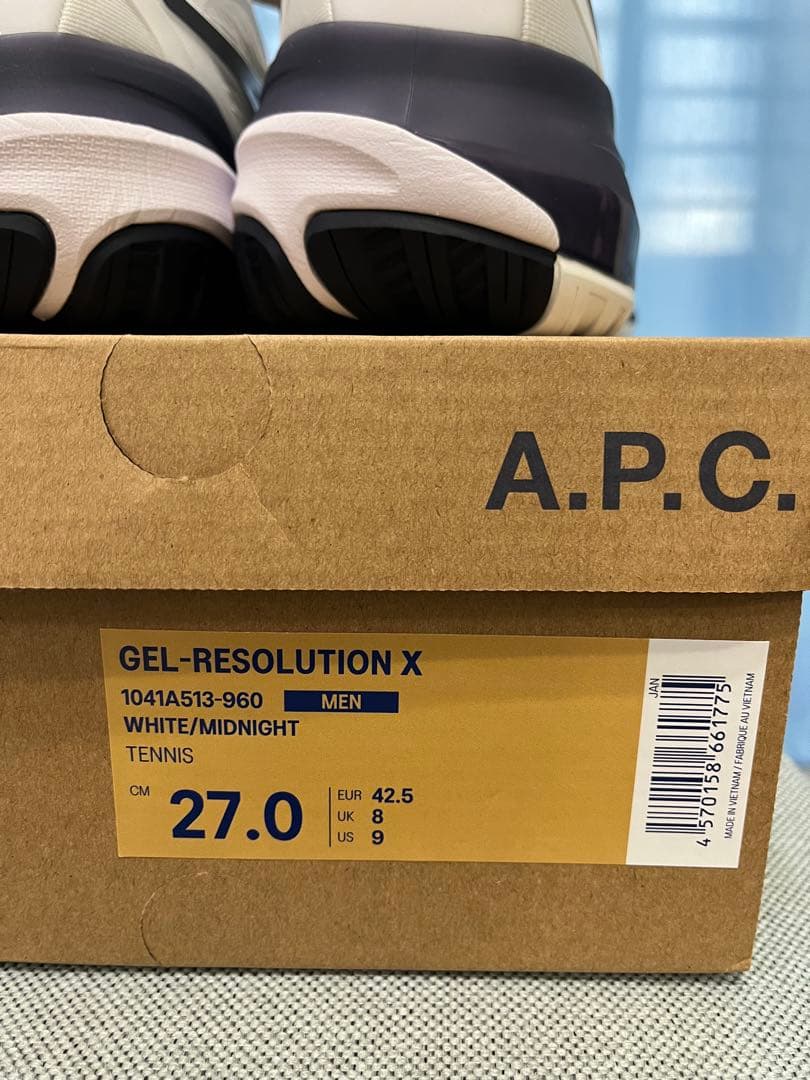 A.P.C.
GEL-RESOLUTION X
1041A513-960 MEN
WHITE/MIDNIGHT
TENNIS
CM 27.0
EUR 42.5
UK 8
US 9
JAN
4 570158 661775
MADE IN VIETNAM / FABRIQUE AU VIETNAM